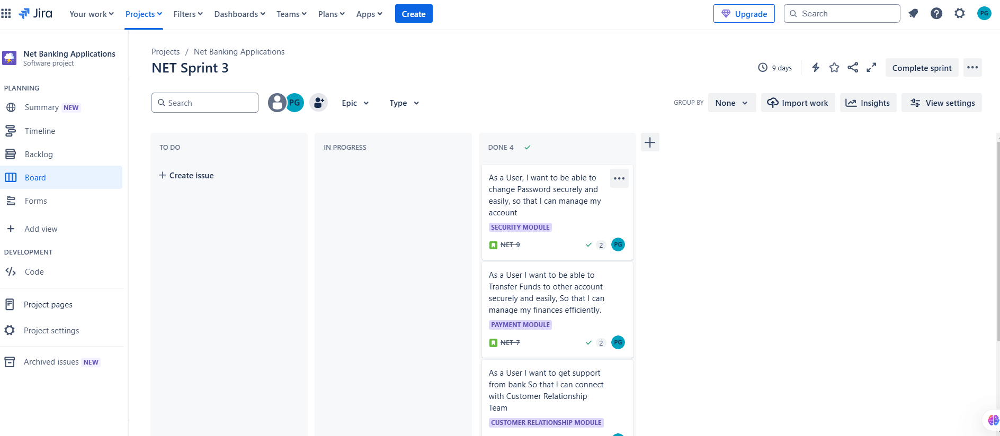 Jira Your work Projects Filters Dashboards Teams Plans Apps Create Upgrade Search PG
Net Banking Applications
Software project
PLANNING
Summary NEW
Timeline
Backlog
Board
Forms
Add view
DEVELOPMENT
Code
Project pages
Project settings
Archived issues NEW
Projects / Net Banking Applications
NET Sprint 3
9 days Complete sprint
Search PG Epic Type GROUP BY None Import work Insights View settings
TO DO
Create issue
IN PROGRESS
DONE 4
As a User, I want to be able to
change Password securely and
easily, so that I can manage my
account
SECURITY MODULE
NET-9 2 PG
As a User I want to be able to
Transfer Funds to other account
securely and easily, So that I can
manage my finances efficiently.
PAYMENT MODULE
NET-7 2 PG
As a User I want to get support
from bank So that I can connect
with Customer Relationship
Team
CUSTOMER RELATIONSHIP MODULE